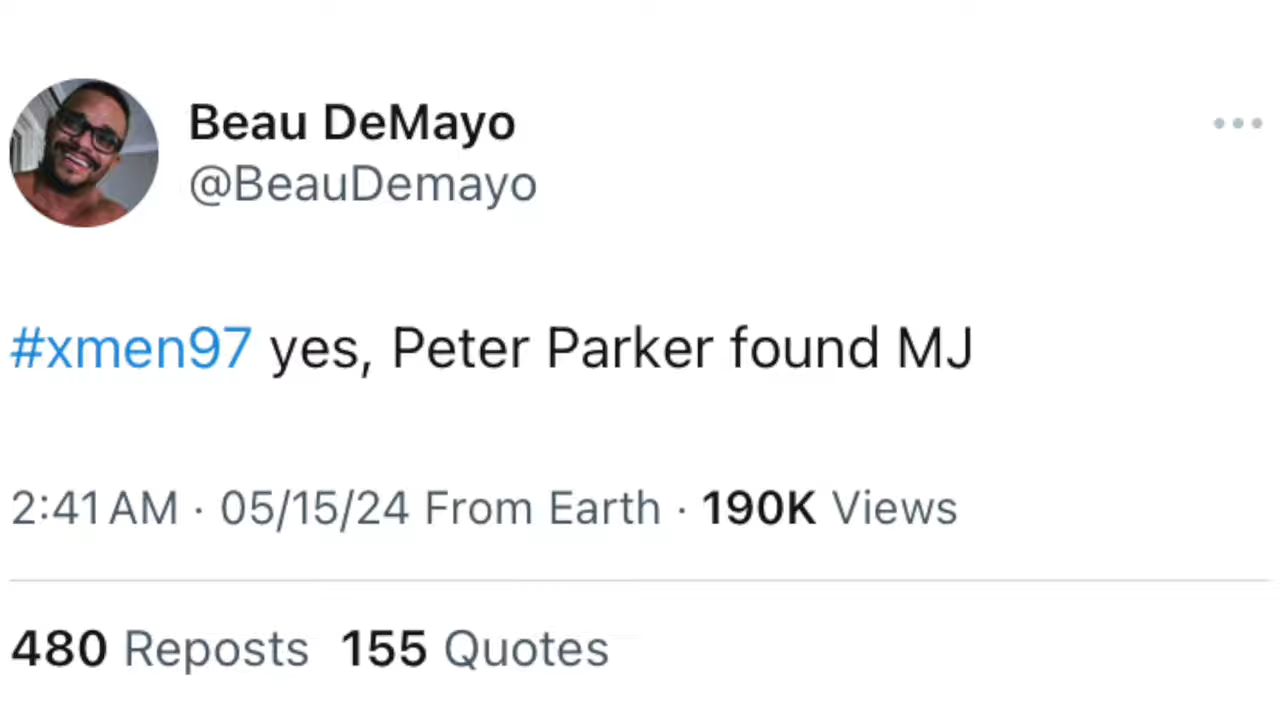 Beau DeMayo
@BeauDemayo
#xmen97 yes, Peter Parker found MJ
2:41 AM · 05/15/24 From Earth · 190K Views
480 Reposts 155 Quotes